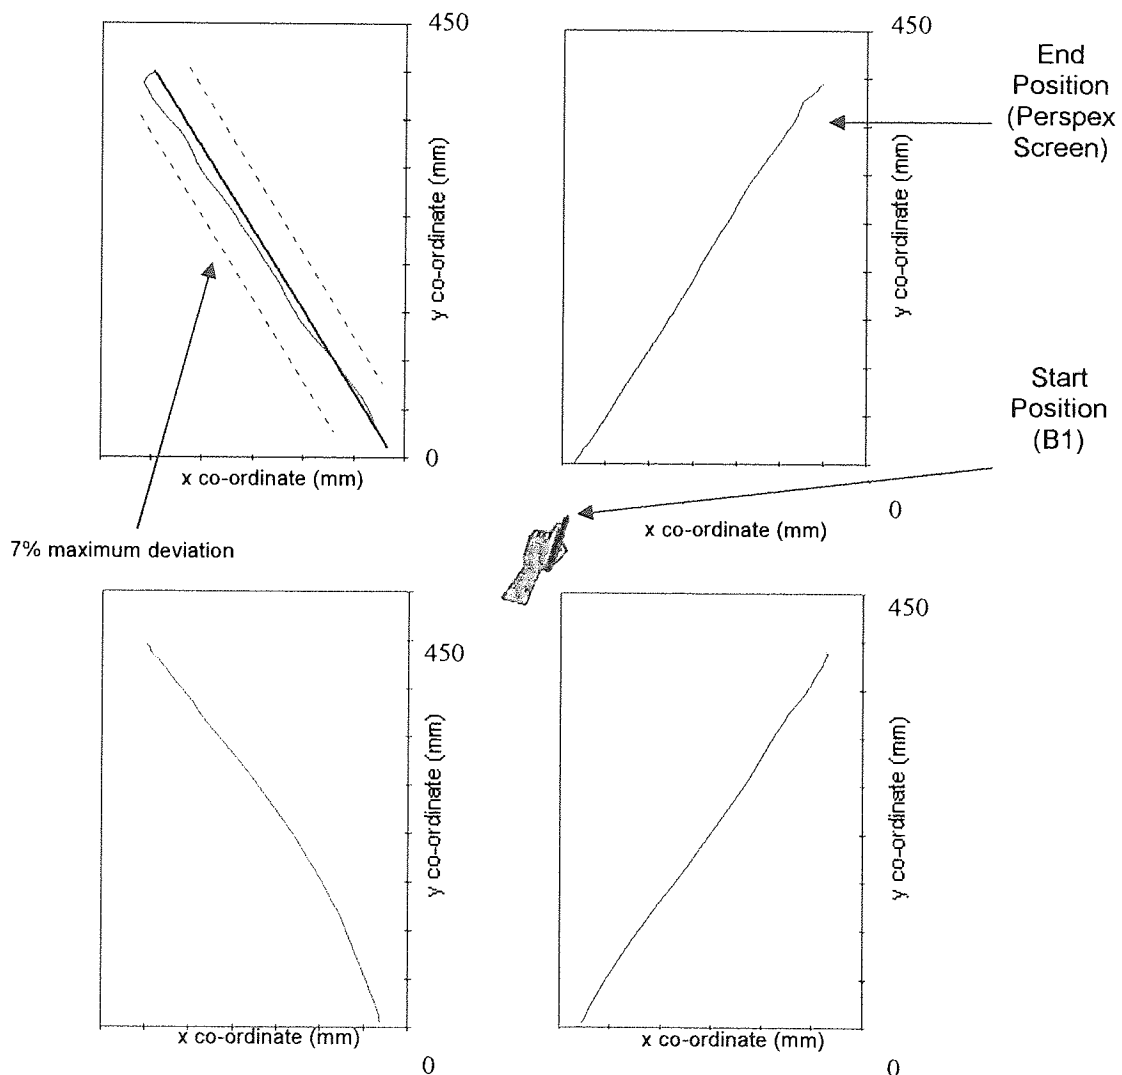 450
y co-ordinate (mm)
0
x co-ordinate (mm)
7% maximum deviation
450
y co-ordinate (mm)
0
x co-ordinate (mm)
End
Position
(Perspex
Screen)
Start
Position
(B1)
450
y co-ordinate (mm)
x co-ordinate (mm)
0
450
y co-ordinate (mm)
x co-ordinate (mm)
0